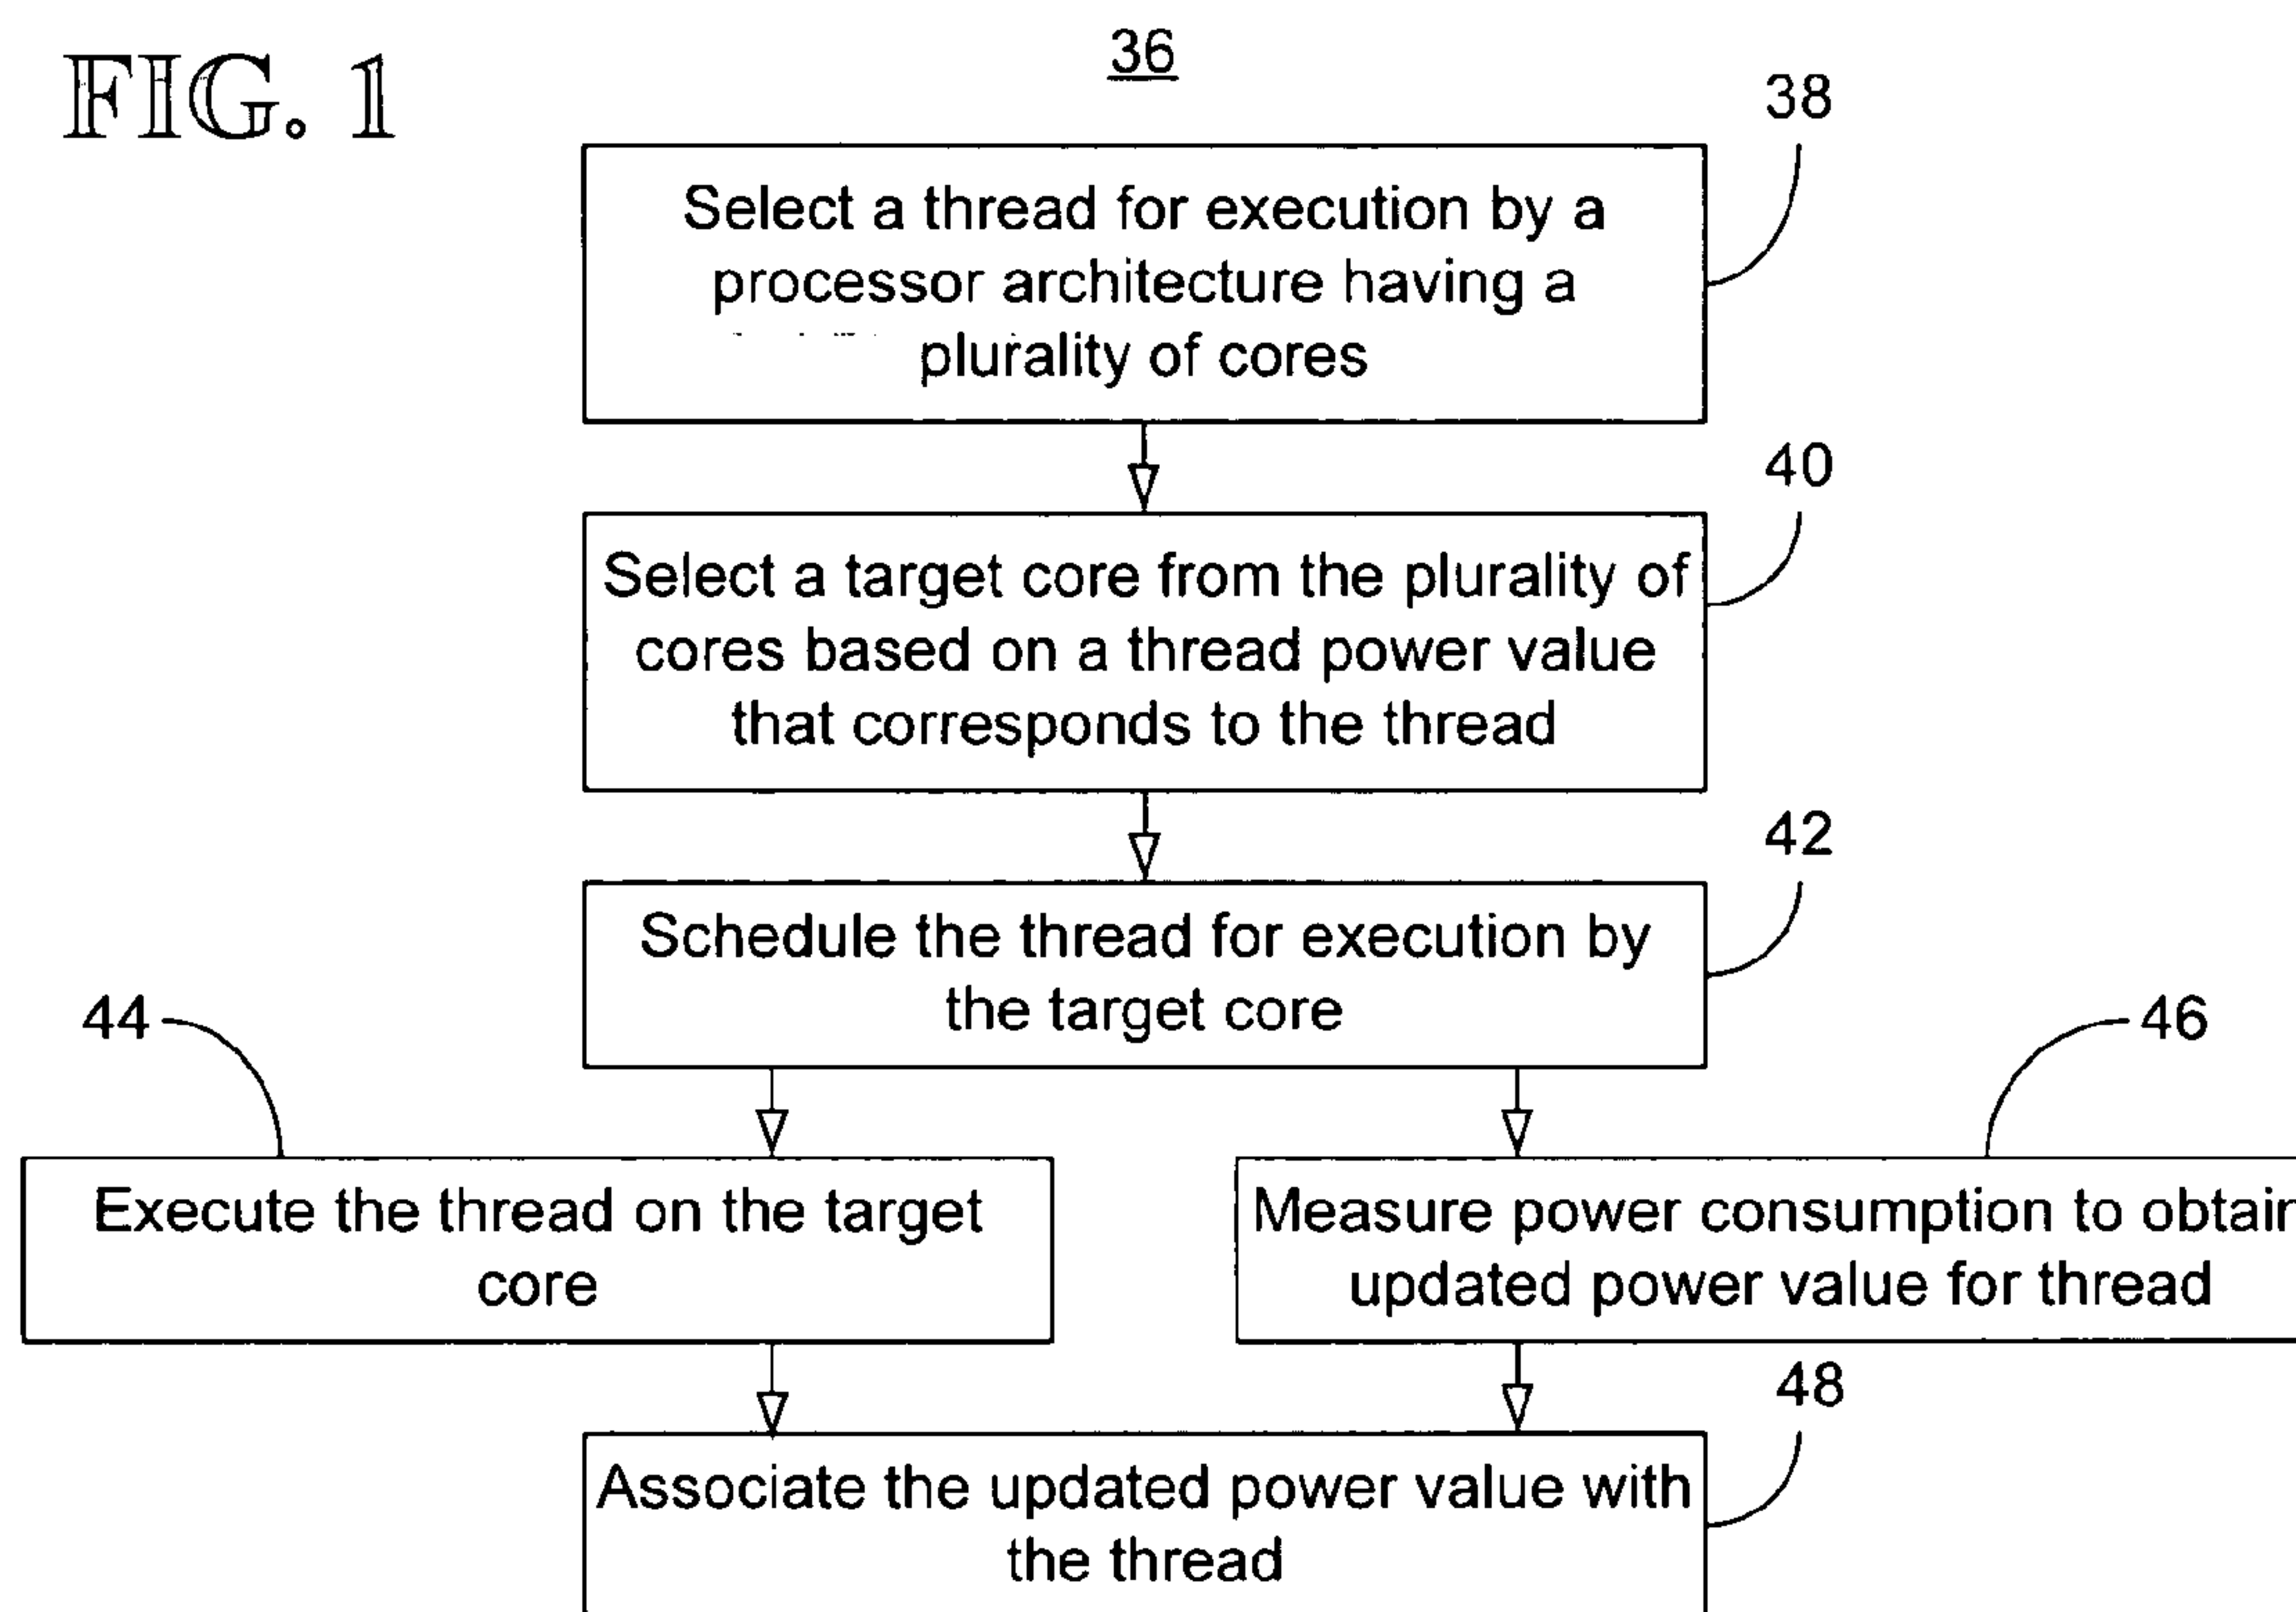 FIG. 1
36
38
Select a thread for execution by a
processor architecture having a
plurality of cores
40
Select a target core from the plurality of
cores based on a thread power value
that corresponds to the thread
42
Schedule the thread for execution by
the target core
44
46
Execute the thread on the target
core
Measure power consumption to obtain
updated power value for thread
48
Associate the updated power value with
the thread